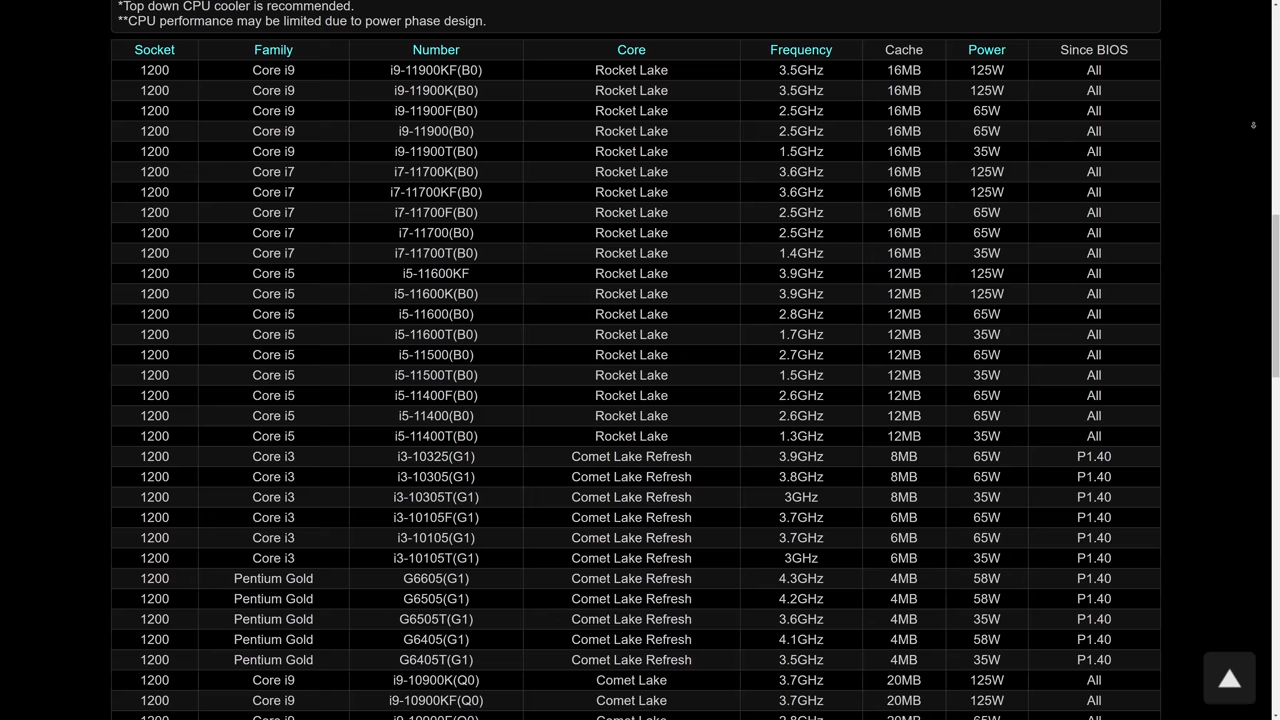 *Top down CPU cooler is recommended.
**CPU performance may be limited due to power phase design.
Socket Family Number Core Frequency Cache Power Since BIOS
1200 Core i9 i9-11900KF(B0) Rocket Lake 3.5GHz 16MB 125W All
1200 Core i9 i9-11900K(B0) Rocket Lake 3.5GHz 16MB 125W All
1200 Core i9 i9-11900F(B0) Rocket Lake 2.5GHz 16MB 65W All
1200 Core i9 i9-11900(B0) Rocket Lake 2.5GHz 16MB 65W All
1200 Core i9 i9-11900T(B0) Rocket Lake 1.5GHz 16MB 35W All
1200 Core i7 i7-11700K(B0) Rocket Lake 3.6GHz 16MB 125W All
1200 Core i7 i7-11700KF(B0) Rocket Lake 3.6GHz 16MB 125W All
1200 Core i7 i7-11700F(B0) Rocket Lake 2.5GHz 16MB 65W All
1200 Core i7 i7-11700(B0) Rocket Lake 2.5GHz 16MB 65W All
1200 Core i7 i7-11700T(B0) Rocket Lake 1.4GHz 16MB 35W All
1200 Core i5 i5-11600KF Rocket Lake 3.9GHz 12MB 125W All
1200 Core i5 i5-11600K(B0) Rocket Lake 3.9GHz 12MB 125W All
1200 Core i5 i5-11600(B0) Rocket Lake 2.8GHz 12MB 65W All
1200 Core i5 i5-11600T(B0) Rocket Lake 1.7GHz 12MB 35W All
1200 Core i5 i5-11500(B0) Rocket Lake 2.7GHz 12MB 65W All
1200 Core i5 i5-11500T(B0) Rocket Lake 1.5GHz 12MB 35W All
1200 Core i5 i5-11400F(B0) Rocket Lake 2.6GHz 12MB 65W All
1200 Core i5 i5-11400(B0) Rocket Lake 2.6GHz 12MB 65W All
1200 Core i5 i5-11400T(B0) Rocket Lake 1.3GHz 12MB 35W All
1200 Core i3 i3-10325(G1) Comet Lake Refresh 3.9GHz 8MB 65W P1.40
1200 Core i3 i3-10305(G1) Comet Lake Refresh 3.8GHz 8MB 65W P1.40
1200 Core i3 i3-10305T(G1) Comet Lake Refresh 3GHz 8MB 35W P1.40
1200 Core i3 i3-10105F(G1) Comet Lake Refresh 3.7GHz 6MB 65W P1.40
1200 Core i3 i3-10105(G1) Comet Lake Refresh 3.7GHz 6MB 65W P1.40
1200 Core i3 i3-10105T(G1) Comet Lake Refresh 3GHz 6MB 35W P1.40
1200 Pentium Gold G6605(G1) Comet Lake Refresh 4.3GHz 4MB 58W P1.40
1200 Pentium Gold G6505(G1) Comet Lake Refresh 4.2GHz 4MB 58W P1.40
1200 Pentium Gold G6505T(G1) Comet Lake Refresh 3.6GHz 4MB 35W P1.40
1200 Pentium Gold G6405(G1) Comet Lake Refresh 4.1GHz 4MB 58W P1.40
1200 Pentium Gold G6405T(G1) Comet Lake Refresh 3.5GHz 4MB 35W P1.40
1200 Core i9 i9-10900K(Q0) Comet Lake 3.7GHz 20MB 125W All
1200 Core i9 i9-10900KF(Q0) Comet Lake 3.7GHz 20MB 125W All